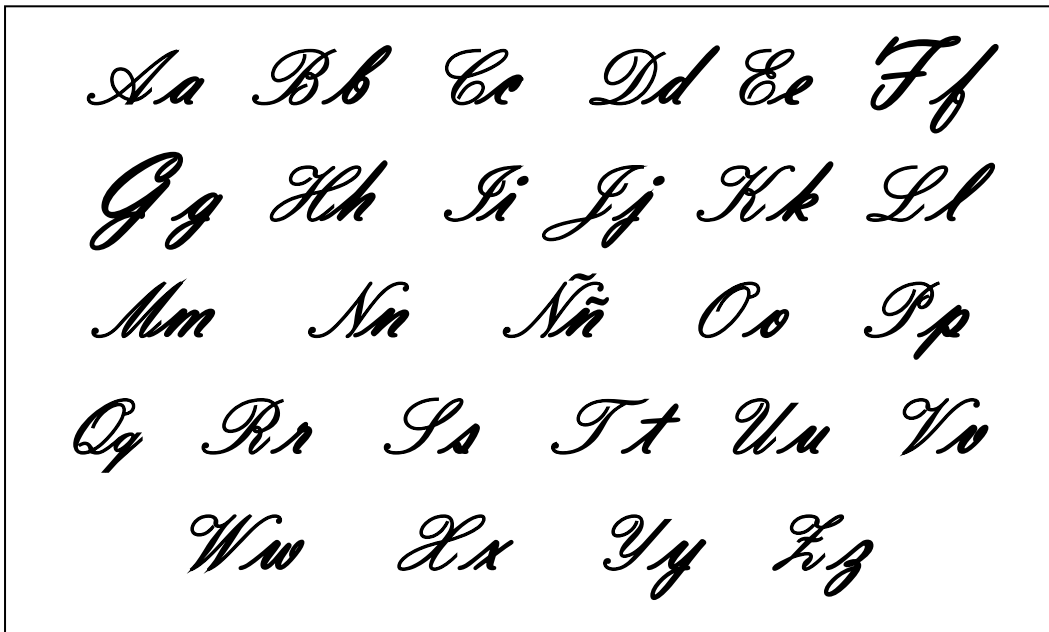 Aa Bb Cc Dd Ee Ff
Gg Hh Ii Jj Kk Ll
Mm Nn Ññ Oo Pp
Qq Rr Ss Tt Uu Vv
Ww Xx Yy Zz